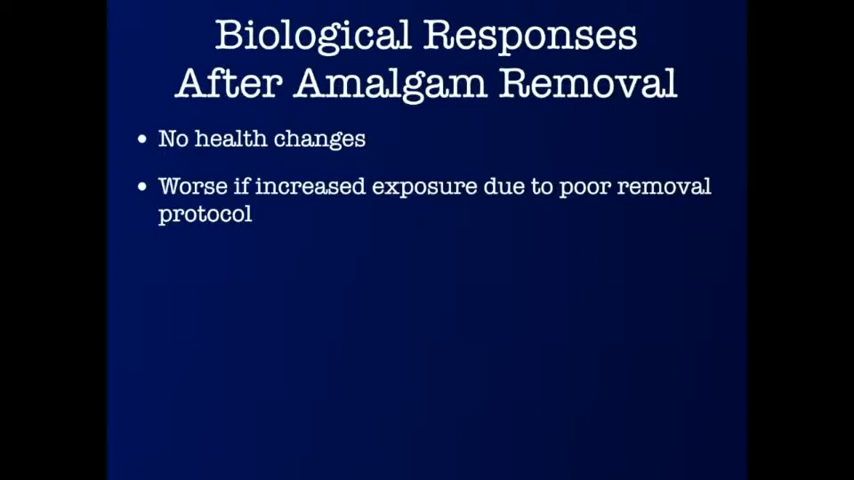 Biological Responses
After Amalgam Removal
• No health changes
• Worse if increased exposure due to poor removal
protocol